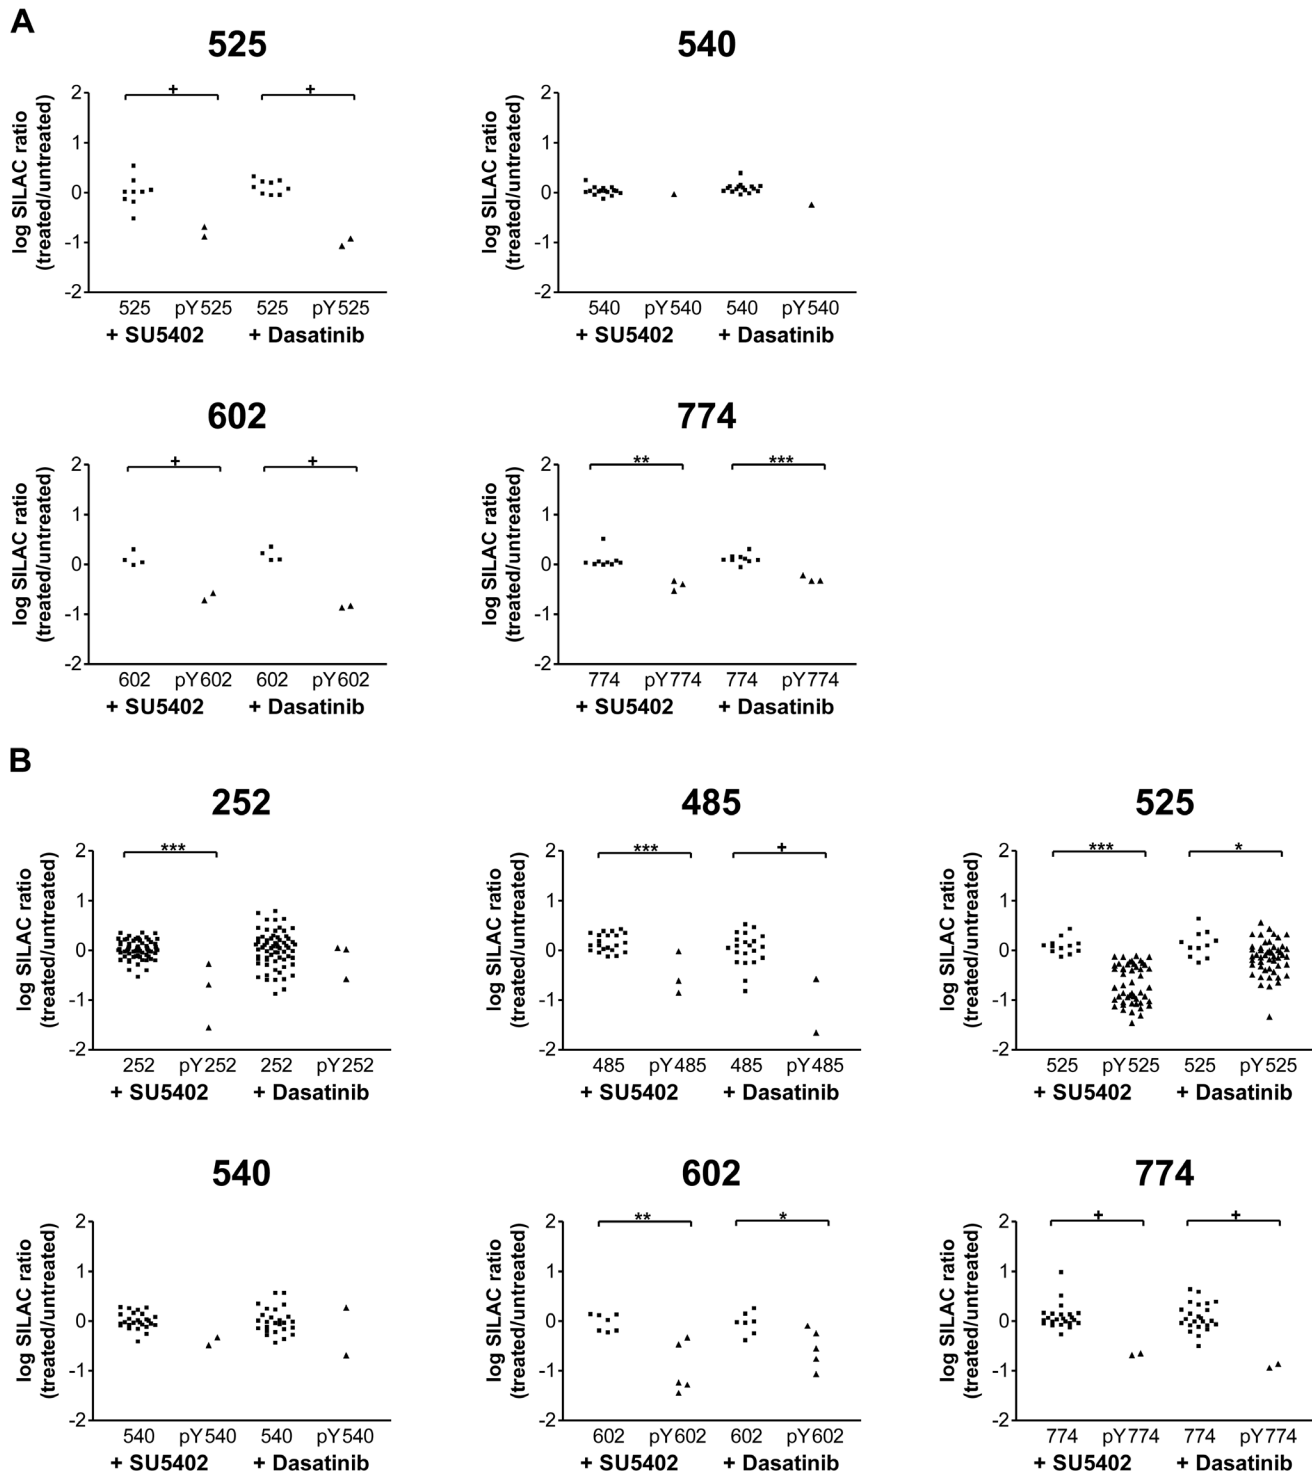 A
525
540
log SILAC ratio
(treated/untreated)
2
1
0
-1
-2
+
+
525 pY525 525 pY525
+ SU5402 + Dasatinib
log SILAC ratio
(treated/untreated)
2
1
0
-1
-2
540 pY540 540 pY540
+ SU5402 + Dasatinib
602
774
log SILAC ratio
(treated/untreated)
2
1
0
-1
-2
+
+
602 pY602 602 pY602
+ SU5402 + Dasatinib
log SILAC ratio
(treated/untreated)
2
1
0
-1
-2
**
***
774 pY774 774 pY774
+ SU5402 + Dasatinib
B
252
485
525
log SILAC ratio
(treated/untreated)
2
1
0
-1
-2
***
252 pY252 252 pY252
+ SU5402 + Dasatinib
log SILAC ratio
(treated/untreated)
2
1
0
-1
-2
***
+
485 pY485 485 pY485
+ SU5402 + Dasatinib
log SILAC ratio
(treated/untreated)
2
1
0
-1
-2
***
*
525 pY525 525 pY525
+ SU5402 + Dasatinib
540
602
774
log SILAC ratio
(treated/untreated)
2
1
0
-1
-2
540 pY540 540 pY540
+ SU5402 + Dasatinib
log SILAC ratio
(treated/untreated)
2
1
0
-1
-2
**
*
602 pY602 602 pY602
+ SU5402 + Dasatinib
log SILAC ratio
(treated/untreated)
2
1
0
-1
-2
+
+
774 pY774 774 pY774
+ SU5402 + Dasatinib